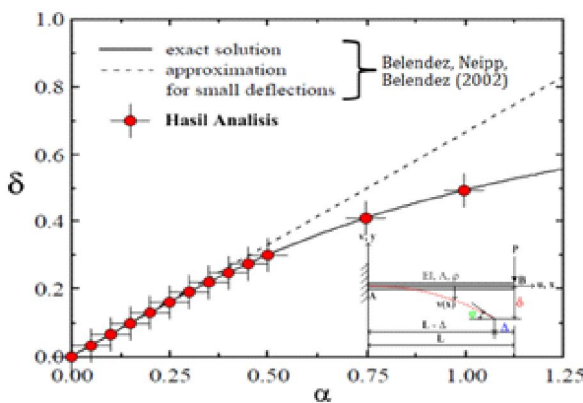 1.0
0.8
0.6
0.4
0.2
0.0
δ
exact solution
approximation
for small deflections
Belendez, Neipp,
Belendez (2002)
Hasil Analisis
v, y
EI, A, ρ
P
B
u, x
A
v(x)
δ
L - Δ
Δ
L
0.00
0.25
0.50
0.75
1.00
1.25
α